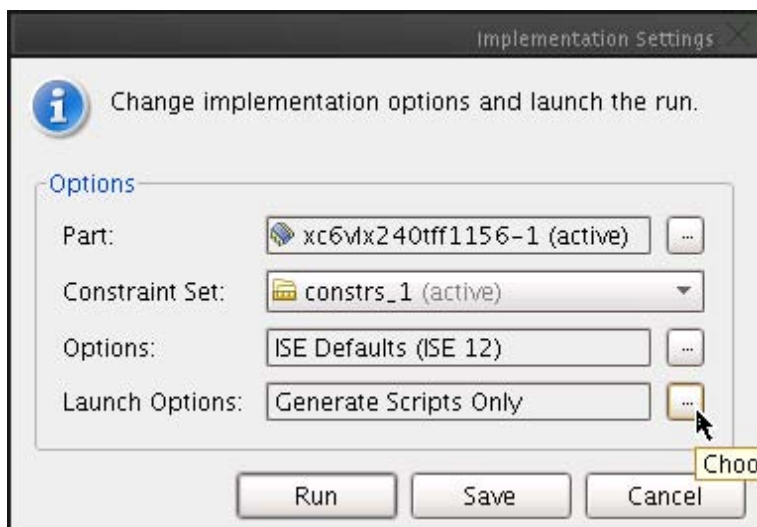 Implementation Settings
Change implementation options and launch the run.
Options
Part: xc6vlx240tff1156-1 (active) ...
Constraint Set: constrs_1 (active)
Options: ISE Defaults (ISE 12) ...
Launch Options: Generate Scripts Only ...
Choo
Run Save Cancel